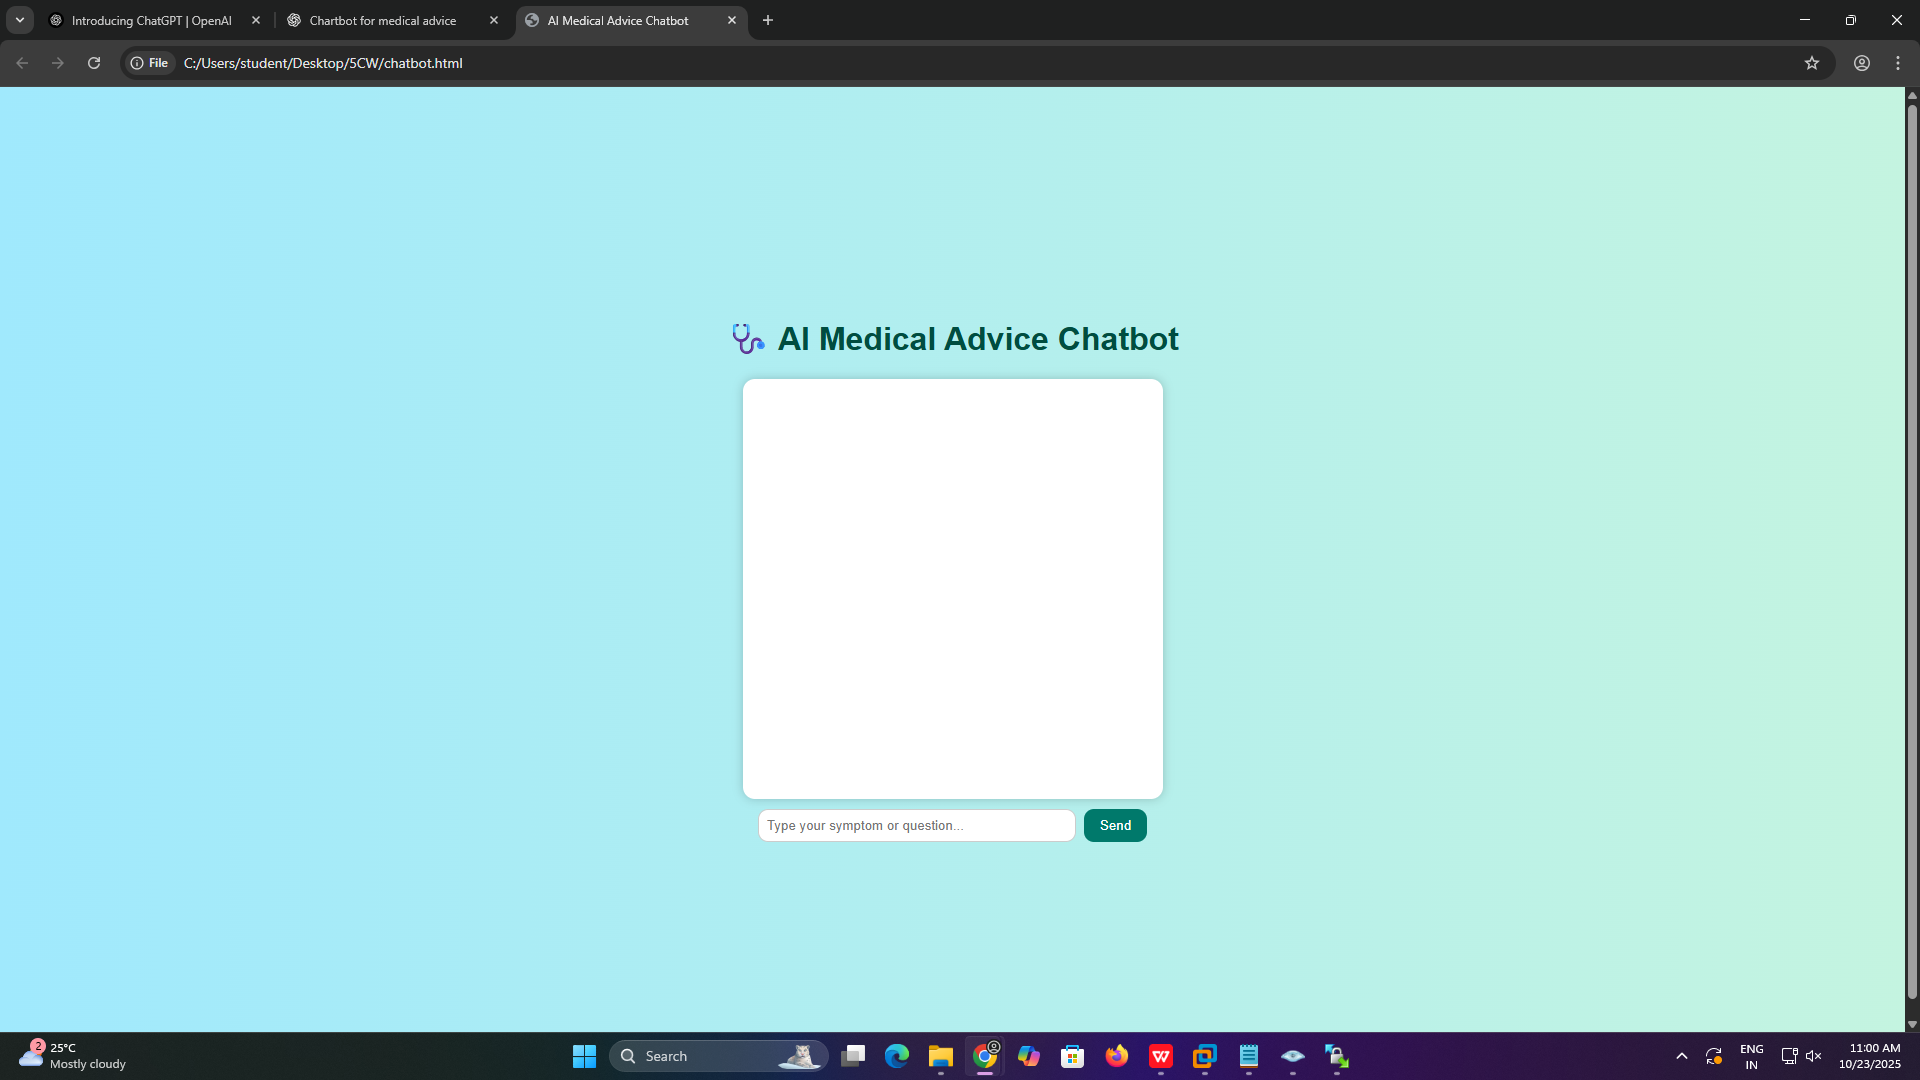 Introducing ChatGPT | OpenAI
Chartbot for medical advice
AI Medical Advice Chatbot
File
C:/Users/student/Desktop/5CW/chatbot.html
AI Medical Advice Chatbot
Type your symptom or question...
Send
2
25°C
Mostly cloudy
Search
W
ENG
IN
11:00 AM
10/23/2025